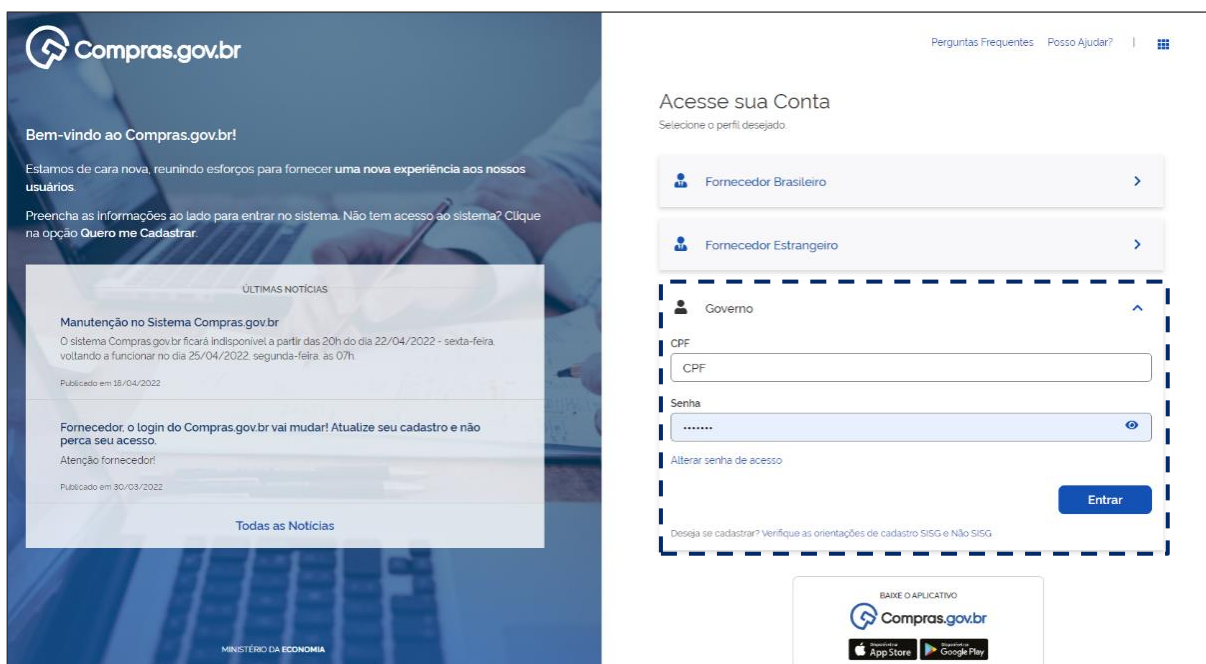 Compras.gov.br
Bem-vindo ao Compras.gov.br!
Estamos de cara nova, reunindo esforços para fornecer uma nova experiência aos nossos
usuários.
Preencha as informações ao lado para entrar no sistema. Não tem acesso ao sistema? Clique
na opção Quero me Cadastrar.
ÚLTIMAS NOTÍCIAS
Manutenção no Sistema Compras.gov.br
O sistema Compras.gov.br ficará indisponível a partir das 20h do dia 22/04/2022 - sexta-feira,
voltando a funcionar no dia 25/04/2022, segunda-feira, às 07h.
Publicado em 18/04/2022
Fornecedor, o login do Compras.gov.br vai mudar! Atualize seu cadastro e não
perca seu acesso.
Atenção fornecedor!
Publicado em 30/03/2022
Todas as Notícias
MINISTÉRIO DA ECONOMIA
Perguntas Frequentes Posso Ajudar? |
Acesse sua Conta
Selecione o perfil desejado.
Fornecedor Brasileiro
Fornecedor Estrangeiro
Governo
CPF
CPF
Senha
•••••••
Alterar senha de acesso
Entrar
Deseja se cadastrar? Verifique as orientações de cadastro SISG e Não SISG
BAIXE O APLICATIVO
Compras.gov.br
App Store
Google Play